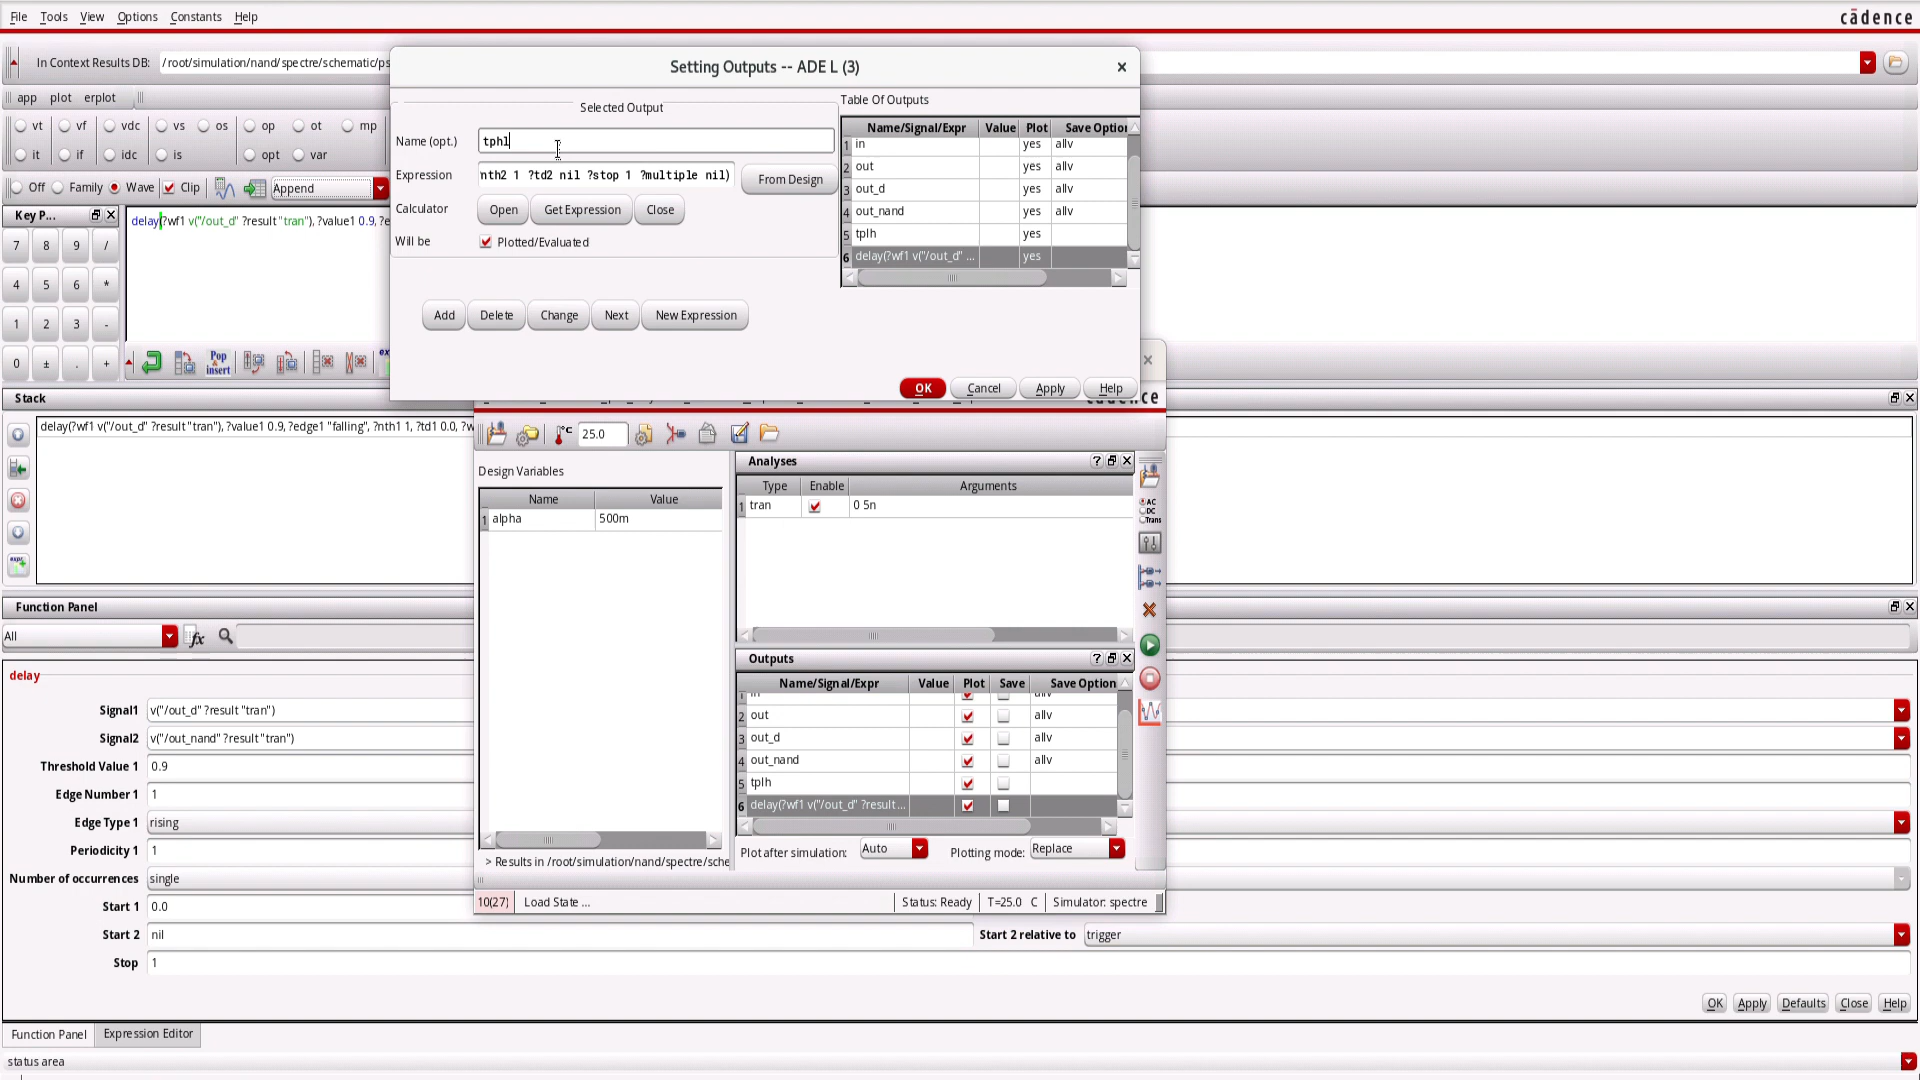 File Tools View Options Constants Help
cādence
In Context Results DB: /root/simulation/nand/spectre/schematic/ps
app plot erplot
vt vf vdc vs os op ot mp
it if idc is opt var
Off Family Wave Clip Append
Key P...
7 8 9 /
4 5 6 *
1 2 3 -
0 ± . +
delay(?wf1 v("/out_d" ?result "tran"), ?value1 0.9, ?e
Pop
insert
Setting Outputs -- ADE L (3)
Selected Output
Name (opt.) tphl
Expression nth2 1 ?td2 nil ?stop 1 ?multiple nil) From Design
Calculator Open Get Expression Close
Will be Plotted/Evaluated
Add Delete Change Next New Expression
Table Of Outputs
Name/Signal/Expr Value Plot Save Option
1 in yes allv
2 out yes allv
3 out_d yes allv
4 out_nand yes allv
5 tplh yes
6 delay(?wf1 v("/out_d" ... yes
OK Cancel Apply Help
Stack
delay(?wf1 v("/out_d" ?result "tran"), ?value1 0.9, ?edge1 "falling", ?nth1 1, ?td1 0.0, ?w
25.0
Design Variables
Name Value
1 alpha 500m
> Results in /root/simulation/nand/spectre/sche
Analyses
Type Enable Arguments
1 tran 0 5n
AC
DC
Trans
Outputs
Name/Signal/Expr Value Plot Save Option
1 in allv
2 out allv
3 out_d allv
4 out_nand allv
5 tplh
6 delay(?wf1 v("/out_d" ?result...
Plot after simulation: Auto Plotting mode: Replace
10(27) Load State ... Status: Ready T=25.0 C Simulator: spectre
Function Panel
All fx
delay
Signal1 v("/out_d" ?result "tran")
Signal2 v("/out_nand" ?result "tran")
Threshold Value 1 0.9
Edge Number 1 1
Edge Type 1 rising
Periodicity 1 1
Number of occurrences single
Start 1 0.0
Start 2 nil Start 2 relative to trigger
Stop 1
OK Apply Defaults Close Help
Function Panel Expression Editor
status area